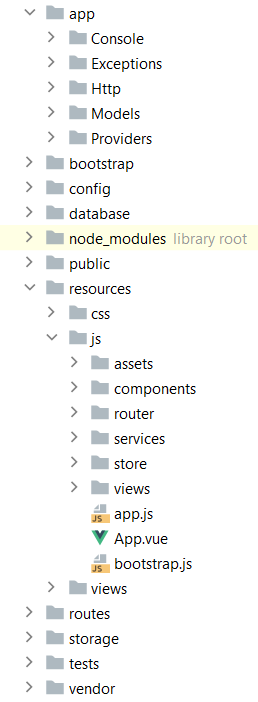 app
Console
Exceptions
Http
Models
Providers
bootstrap
config
database
node_modules library root
public
resources
css
js
assets
components
router
services
store
views
JS app.js
App.vue
JS bootstrap.js
views
routes
storage
tests
vendor